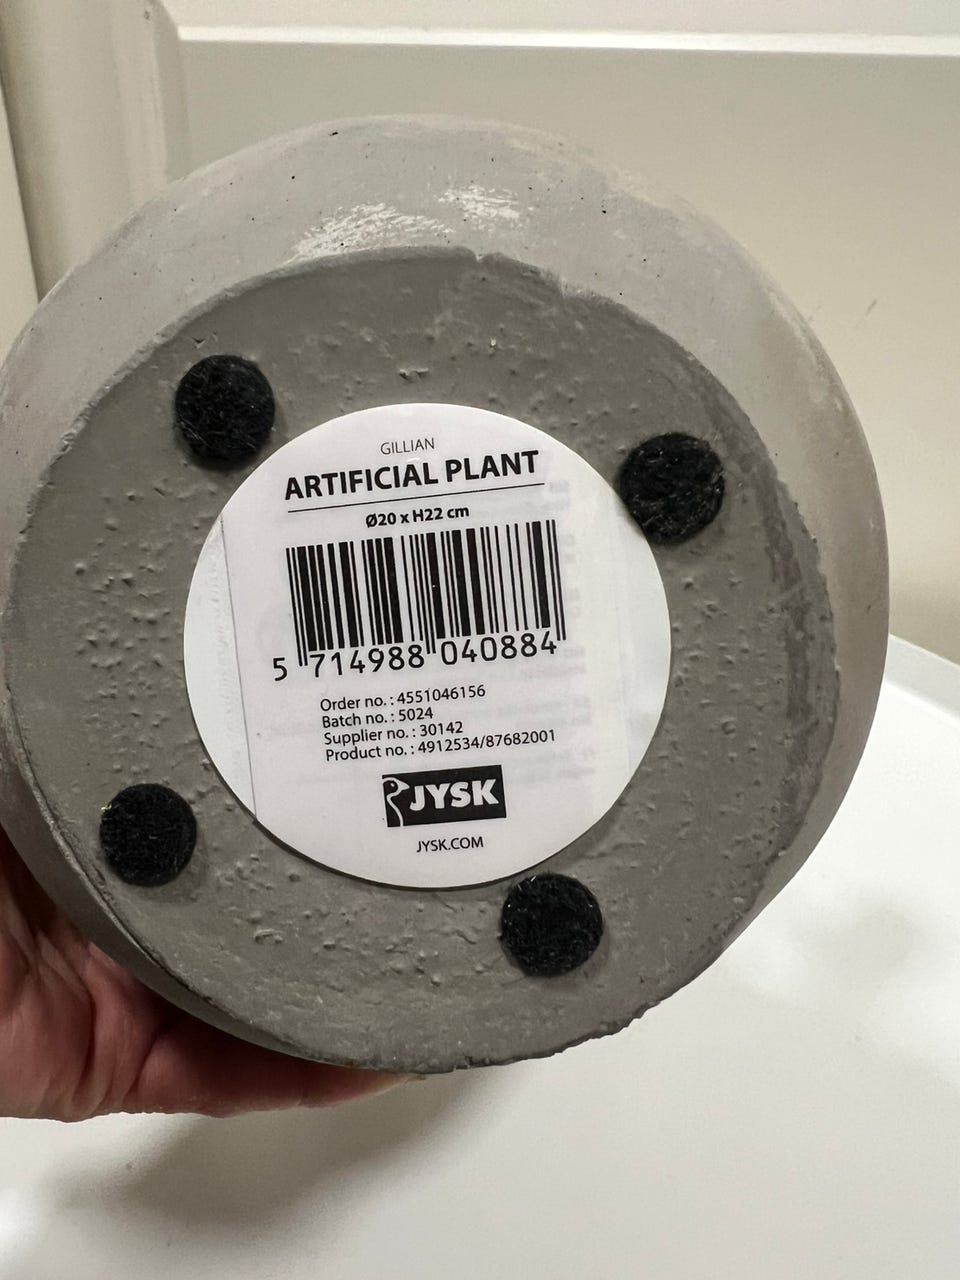 GILLIAN
ARTIFICIAL PLANT
Ø20 x H22 cm
5 714988 040884
Order no. : 4551046156
Batch no. : 5024
Supplier no. : 30142
Product no. : 4912534/87682001
JYSK
JYSK.COM